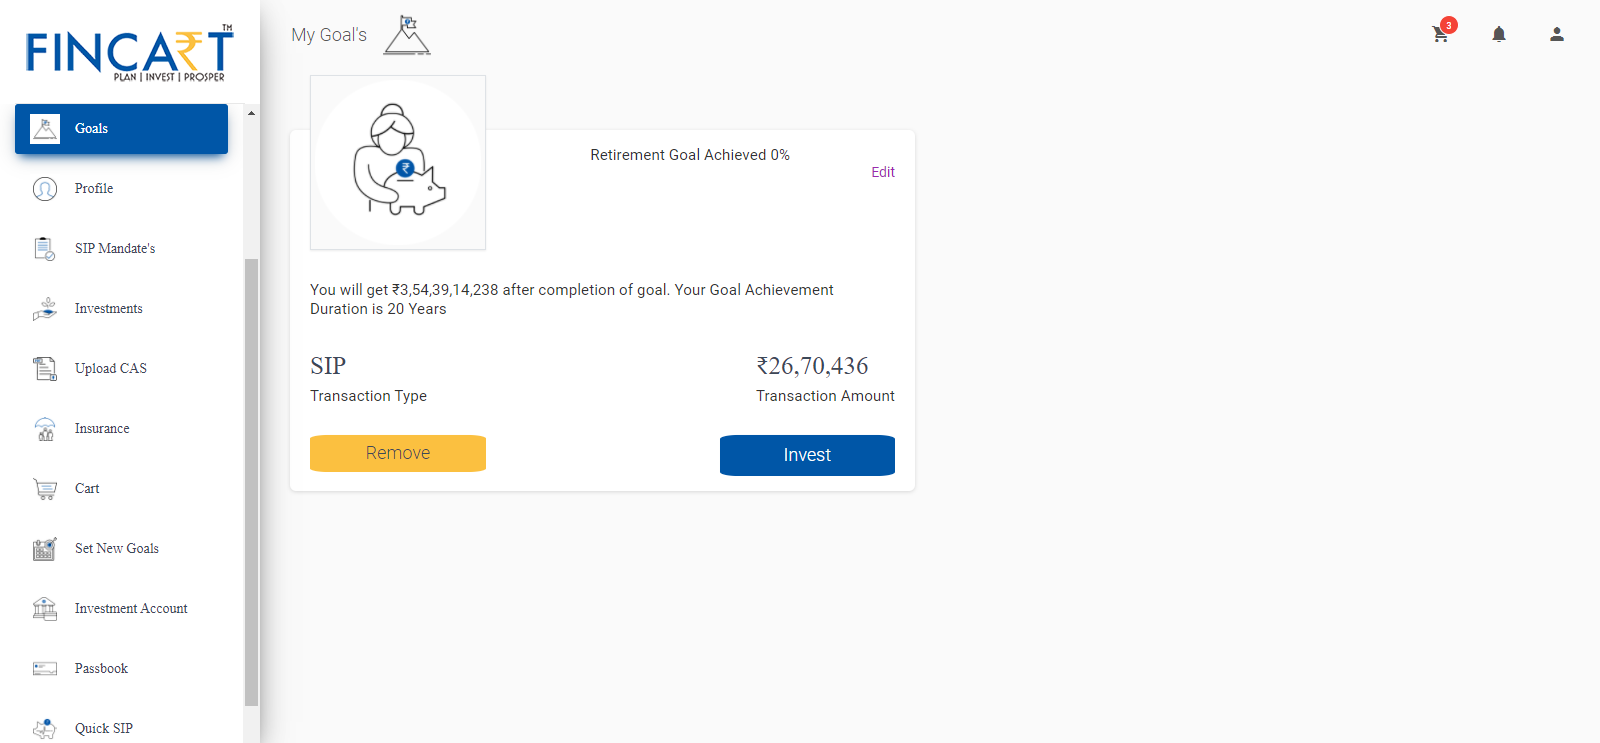 FINCA₹T™
PLAN | INVEST | PROSPER
Goals
Profile
SIP Mandate's
Investments
Upload CAS
Insurance
Cart
Set New Goals
Investment Account
Passbook
Quick SIP
My Goal's
3
Retirement Goal Achieved 0%
Edit
You will get ₹3,54,39,14,238 after completion of goal. Your Goal Achievement
Duration is 20 Years
SIP
Transaction Type
₹26,70,436
Transaction Amount
Remove
Invest